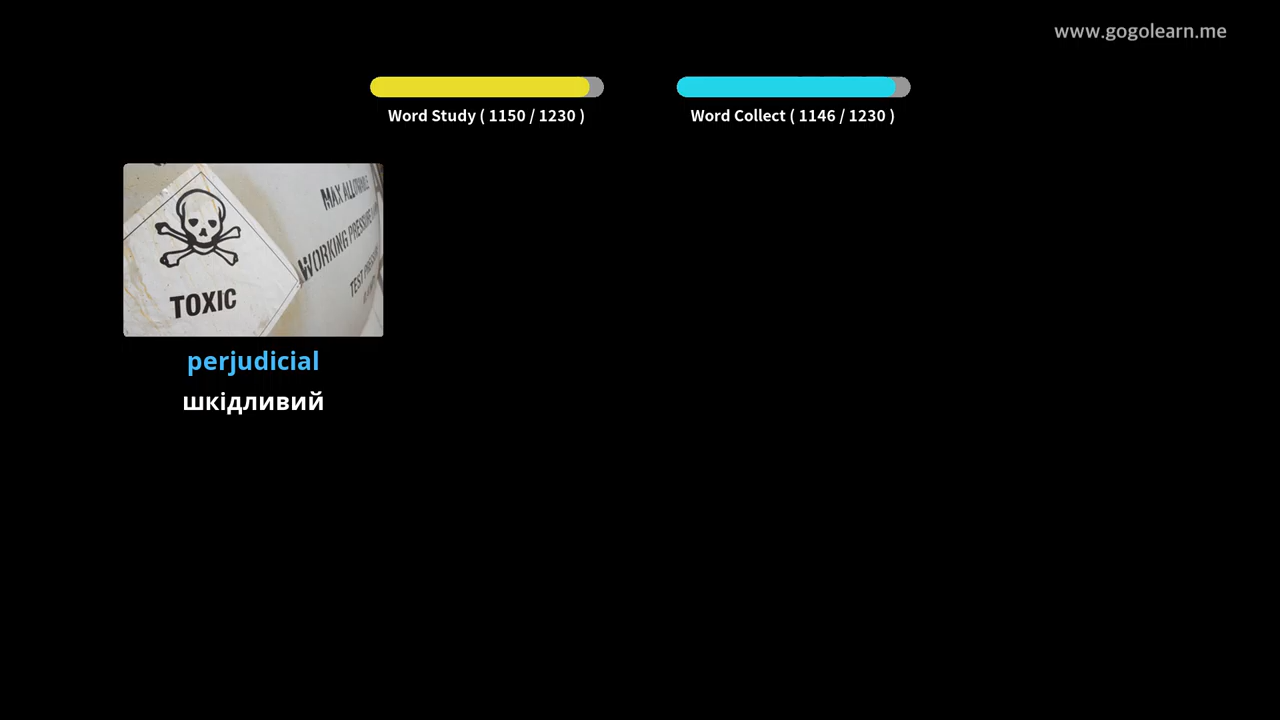 www.gogolearn.me
Word Study ( 1150 / 1230 )
Word Collect ( 1146 / 1230 )
MAX ALLOWABLE
WORKING PRESSURE
TEST
TOXIC
perjudicial
шкідливий